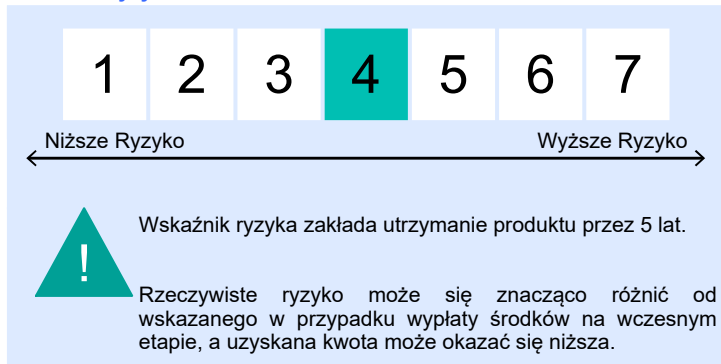 1 2 3 4 5 6 7
Niższe Ryzyko Wyższe Ryzyko
!
Wskaźnik ryzyka zakłada utrzymanie produktu przez 5 lat.
Rzeczywiste ryzyko może się znacząco różnić od
wskazanego w przypadku wypłaty środków na wczesnym
etapie, a uzyskana kwota może okazać się niższa.